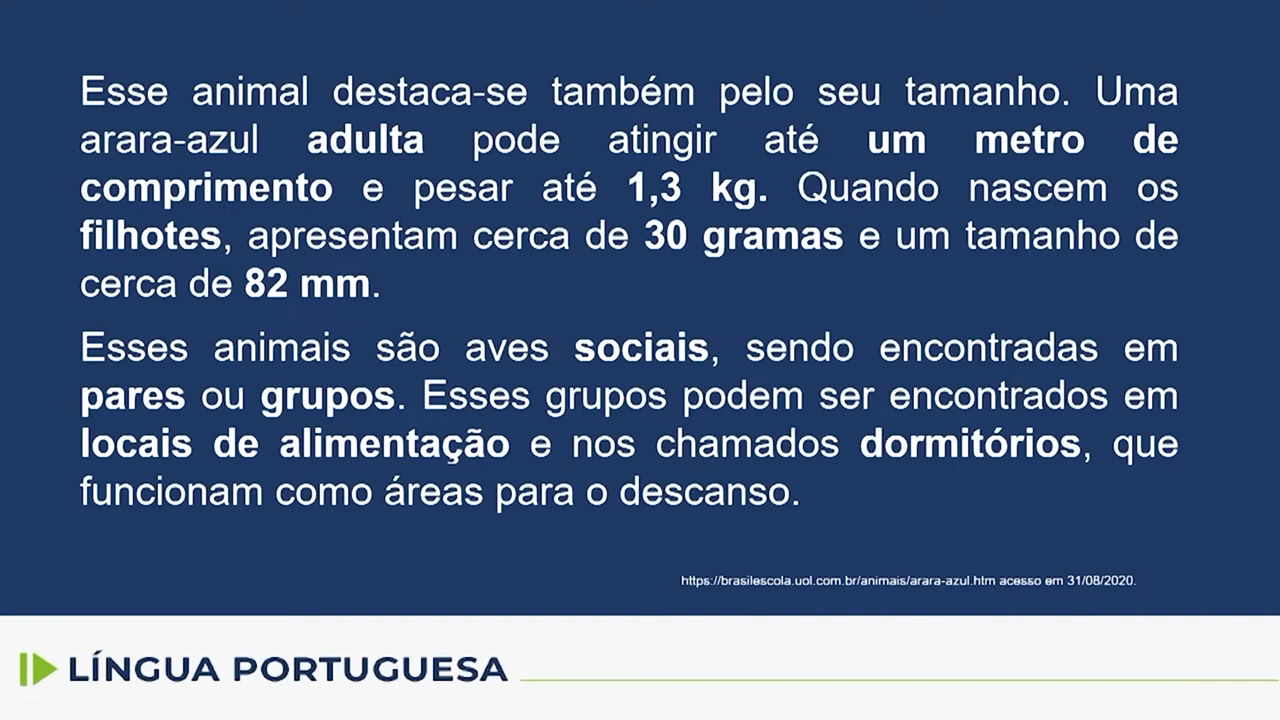 Esse animal destaca-se também pelo seu tamanho. Uma
arara-azul adulta pode atingir até um metro de
comprimento e pesar até 1,3 kg. Quando nascem os
filhotes, apresentam cerca de 30 gramas e um tamanho de
cerca de 82 mm.
Esses animais são aves sociais, sendo encontradas em
pares ou grupos. Esses grupos podem ser encontrados em
locais de alimentação e nos chamados dormitórios, que
funcionam como áreas para o descanso.
https://brasilescola.uol.com.br/animais/arara-azul.htm acesso em 31/08/2020.
LÍNGUA PORTUGUESA